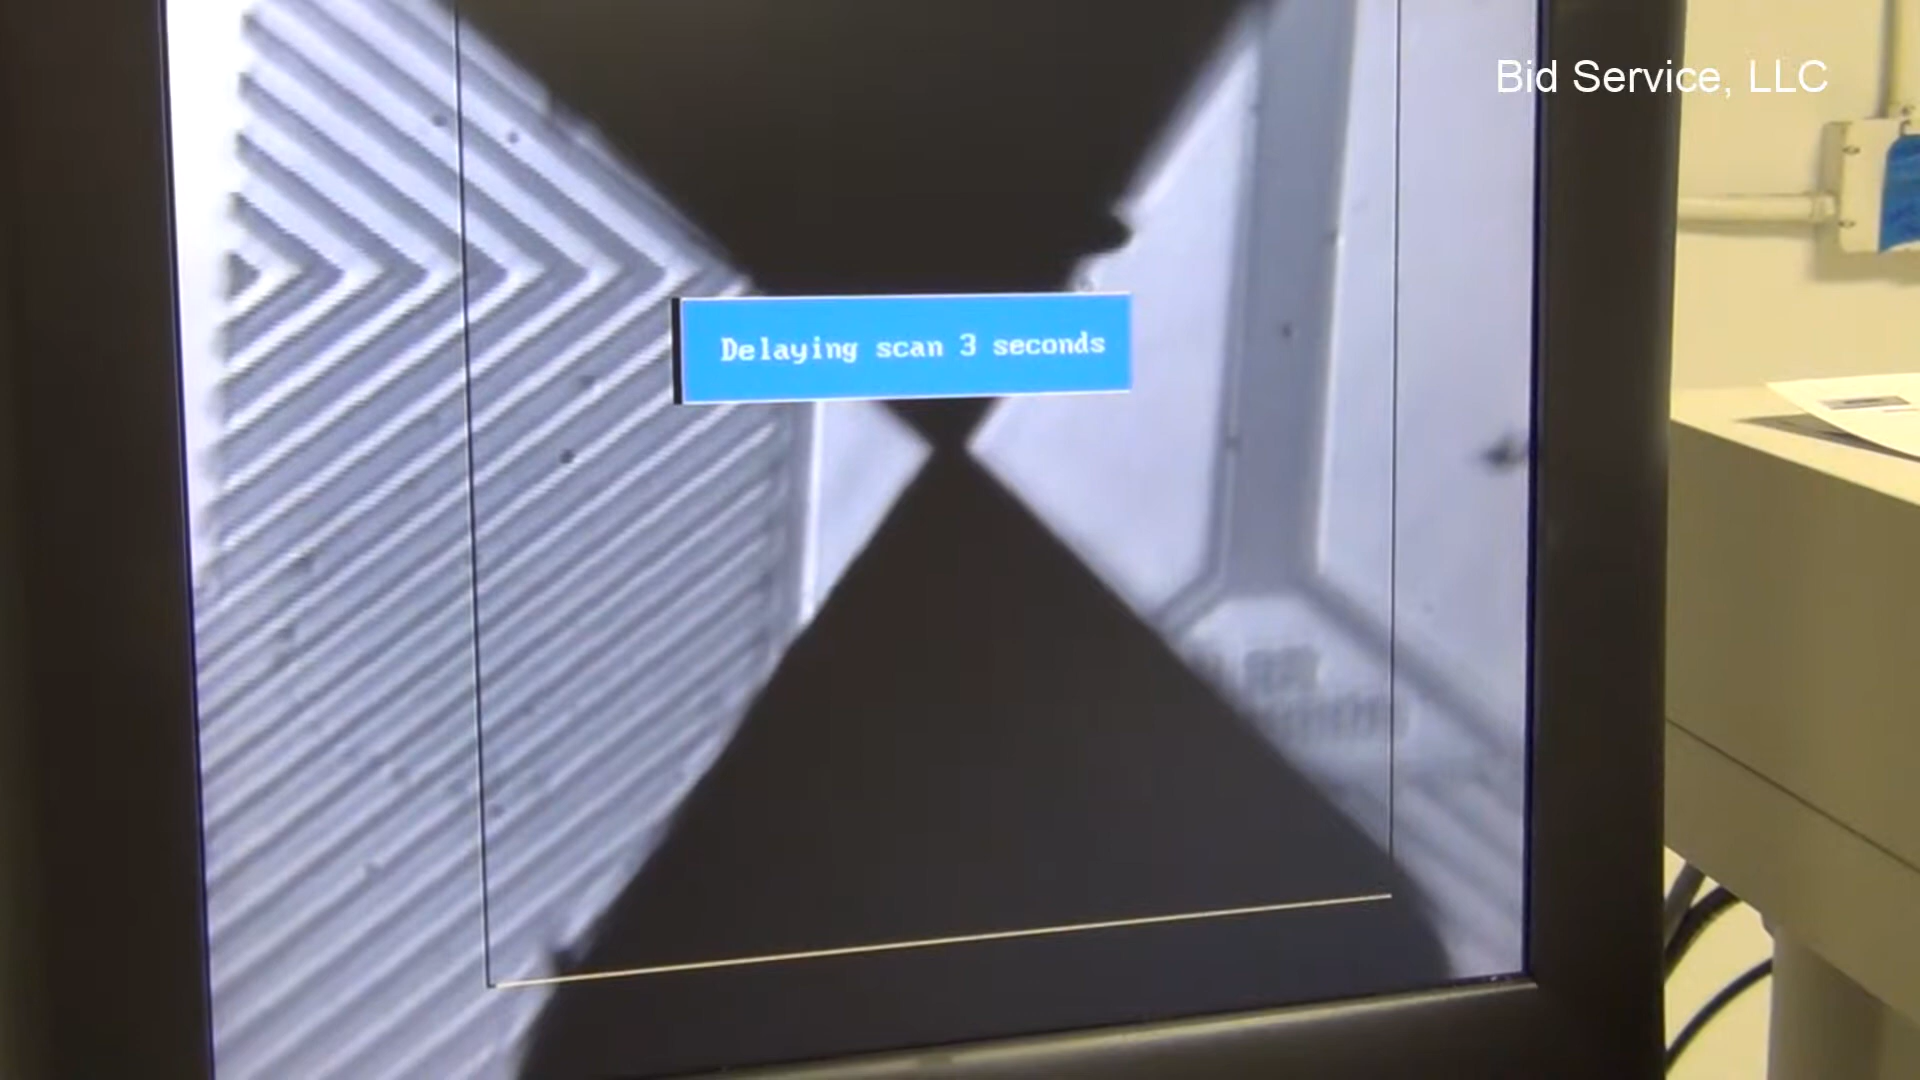 Bid Service, LLC
Delaying scan 3 seconds